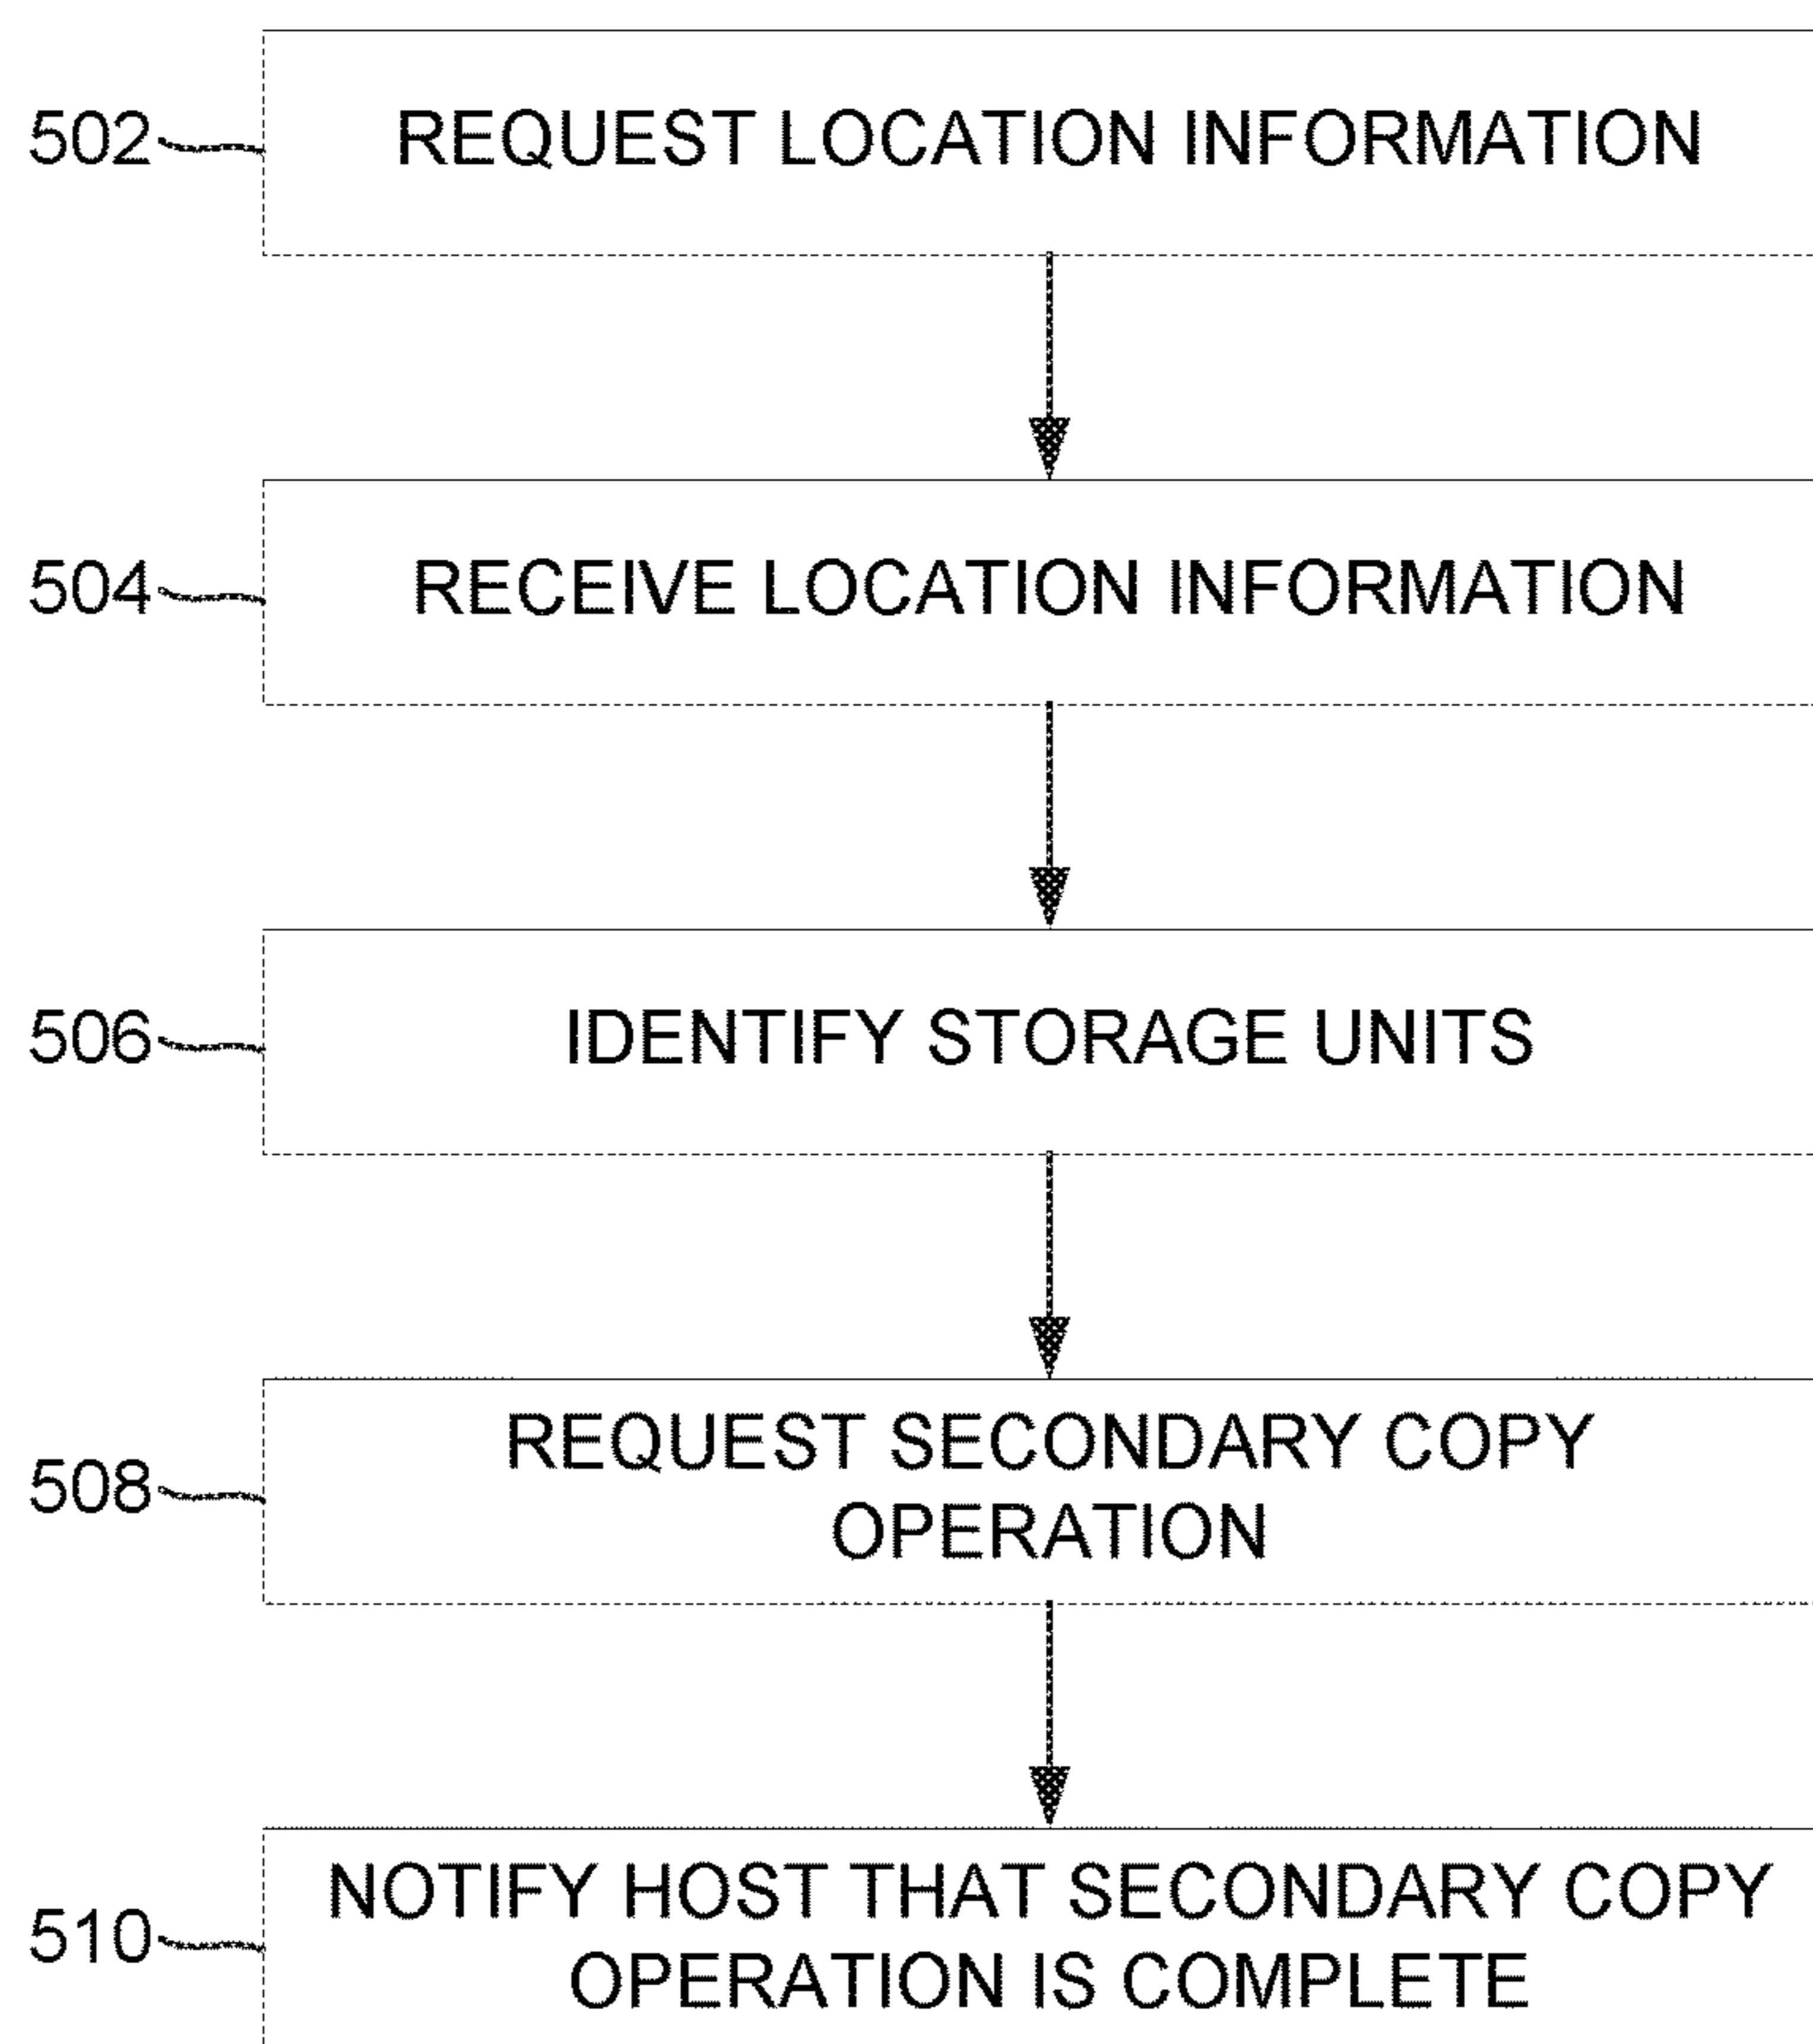 502 REQUEST LOCATION INFORMATION
504 RECEIVE LOCATION INFORMATION
506 IDENTIFY STORAGE UNITS
508 REQUEST SECONDARY COPY
OPERATION
510 NOTIFY HOST THAT SECONDARY COPY
OPERATION IS COMPLETE